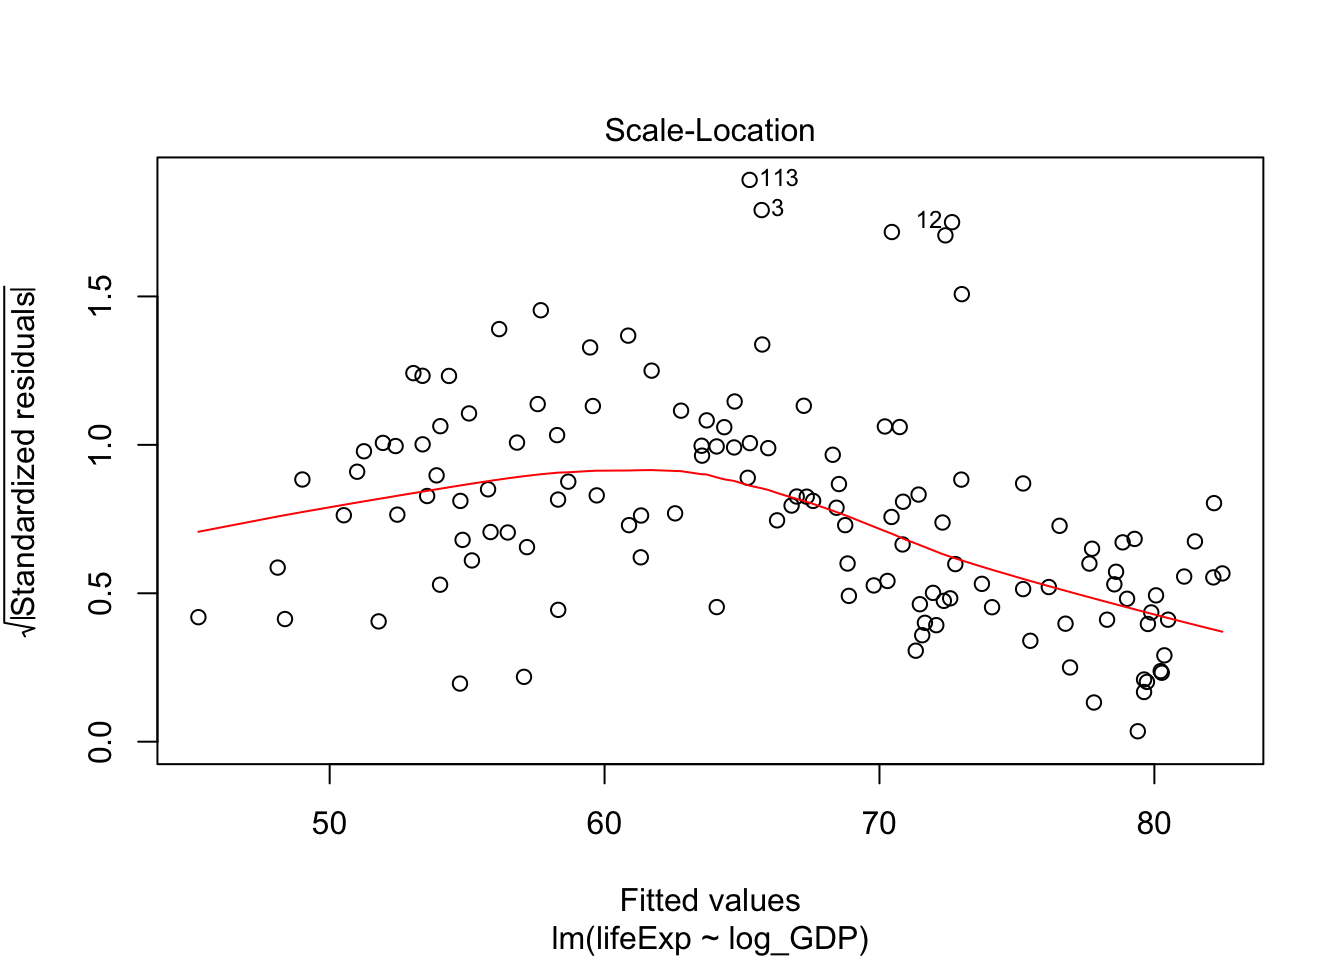 Scale-Location
113
3
12
√|Standardized residuals|
1.5
1.0
0.5
0.0
50 60 70 80
Fitted values
lm(lifeExp ~ log_GDP)